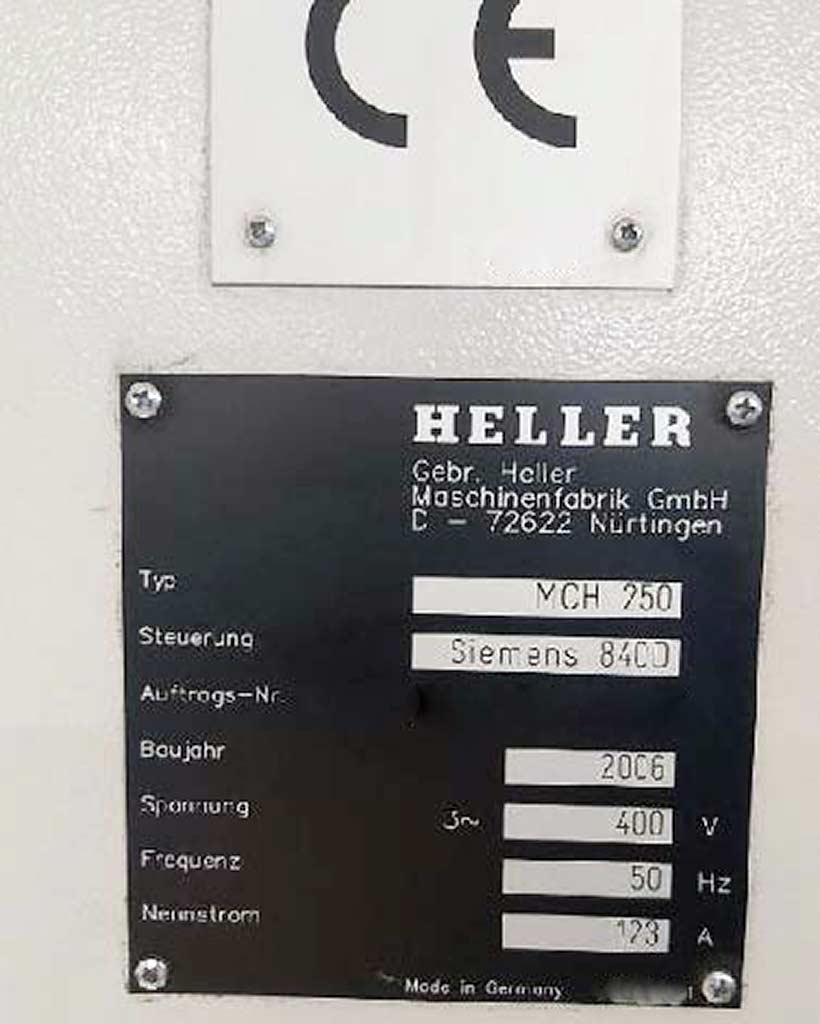 CE
HELLER
Gebr. Heller
Maschinenfabrik GmbH
D - 72622 Nürtingen
Typ MCH 250
Steuerung Siemens 840D
Auftrags-Nr.
Baujahr 2006
Spannung 3~ 400 V
Frequenz 50 Hz
Nennstrom 123 A
Made in Germany